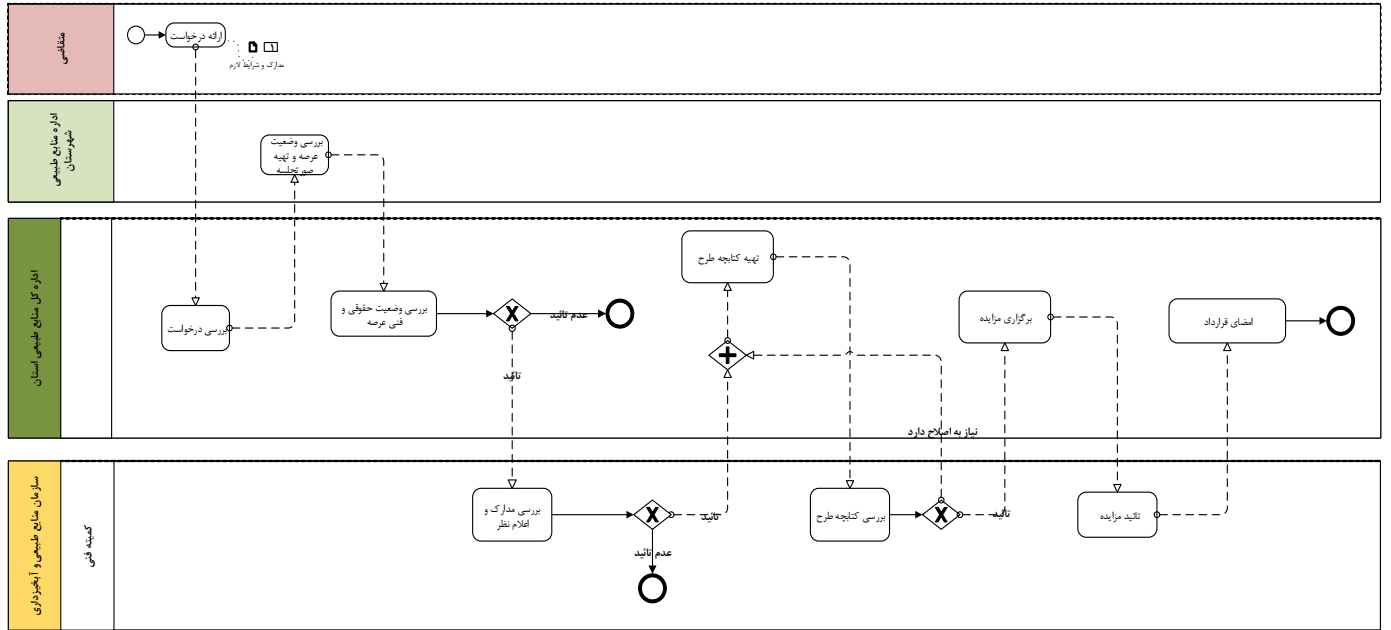 متقاضی
ارائه درخواست
مدارک و شرایط لازم
اداره منابع طبیعی
شهرستان
بررسی وضعیت
عرصه و تهیه
صورتجلسه
اداره کل منابع طبیعی استان
بررسی درخواست
بررسی وضعیت حقوقی و
فنی عرصه
عدم تائید
تائید
تهیه کتابچه طرح
نیاز به اصلاح دارد
برگزاری مزایده
امضای قرارداد
سازمان منابع طبیعی و آبخیزداری
کمیته فنی
بررسی مدارک و
اعلام نظر
تائید
عدم تائید
بررسی کتابچه طرح
تائید
تائید مزایده